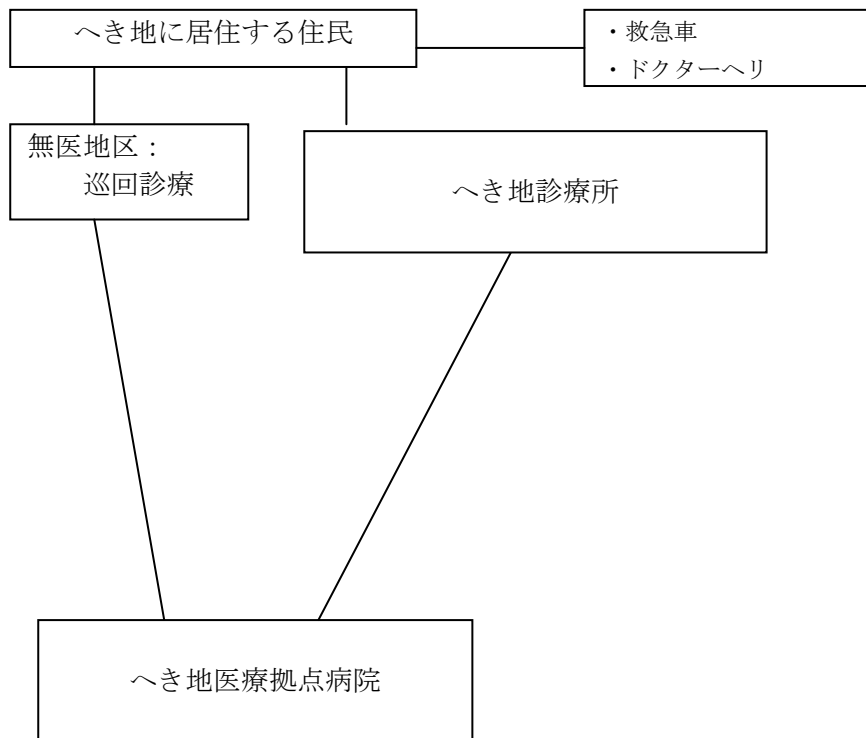 へき地に居住する住民
・救急車
・ドクターヘリ
無医地区：
巡回診療
へき地診療所
へき地医療拠点病院